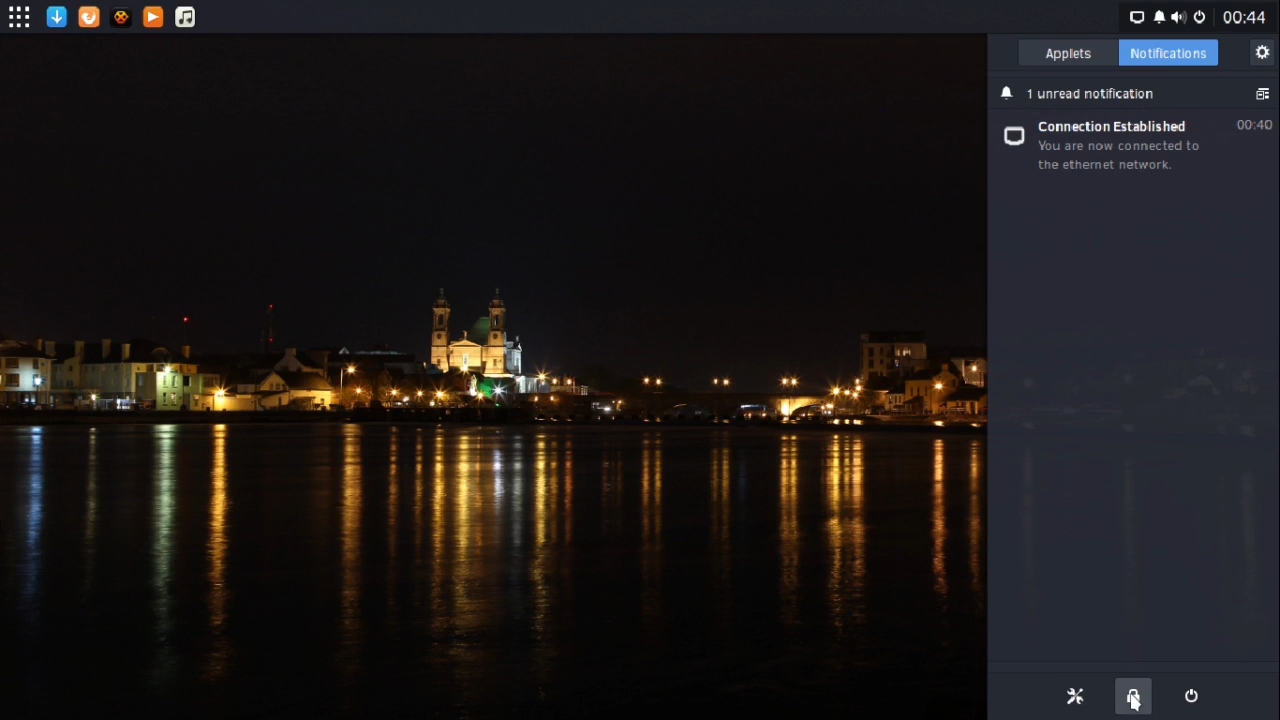 00:44
Applets
Notifications
1 unread notification
Connection Established
00:40
You are now connected to
the ethernet network.